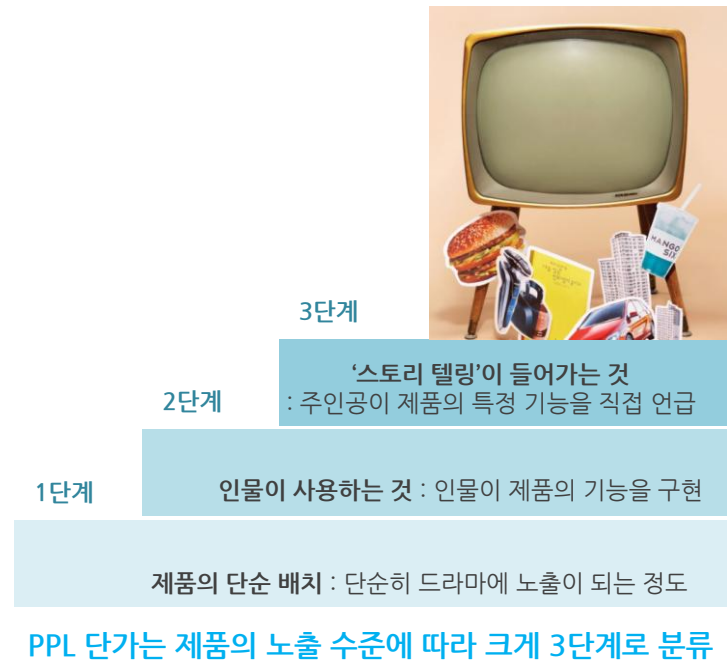 MANGO
SIX
3단계
‘스토리 텔링’이 들어가는 것
2단계
: 주인공이 제품의 특정 기능을 직접 언급
1단계
인물이 사용하는 것 : 인물이 제품의 기능을 구현
제품의 단순 배치 : 단순히 드라마에 노출이 되는 정도
PPL 단가는 제품의 노출 수준에 따라 크게 3단계로 분류